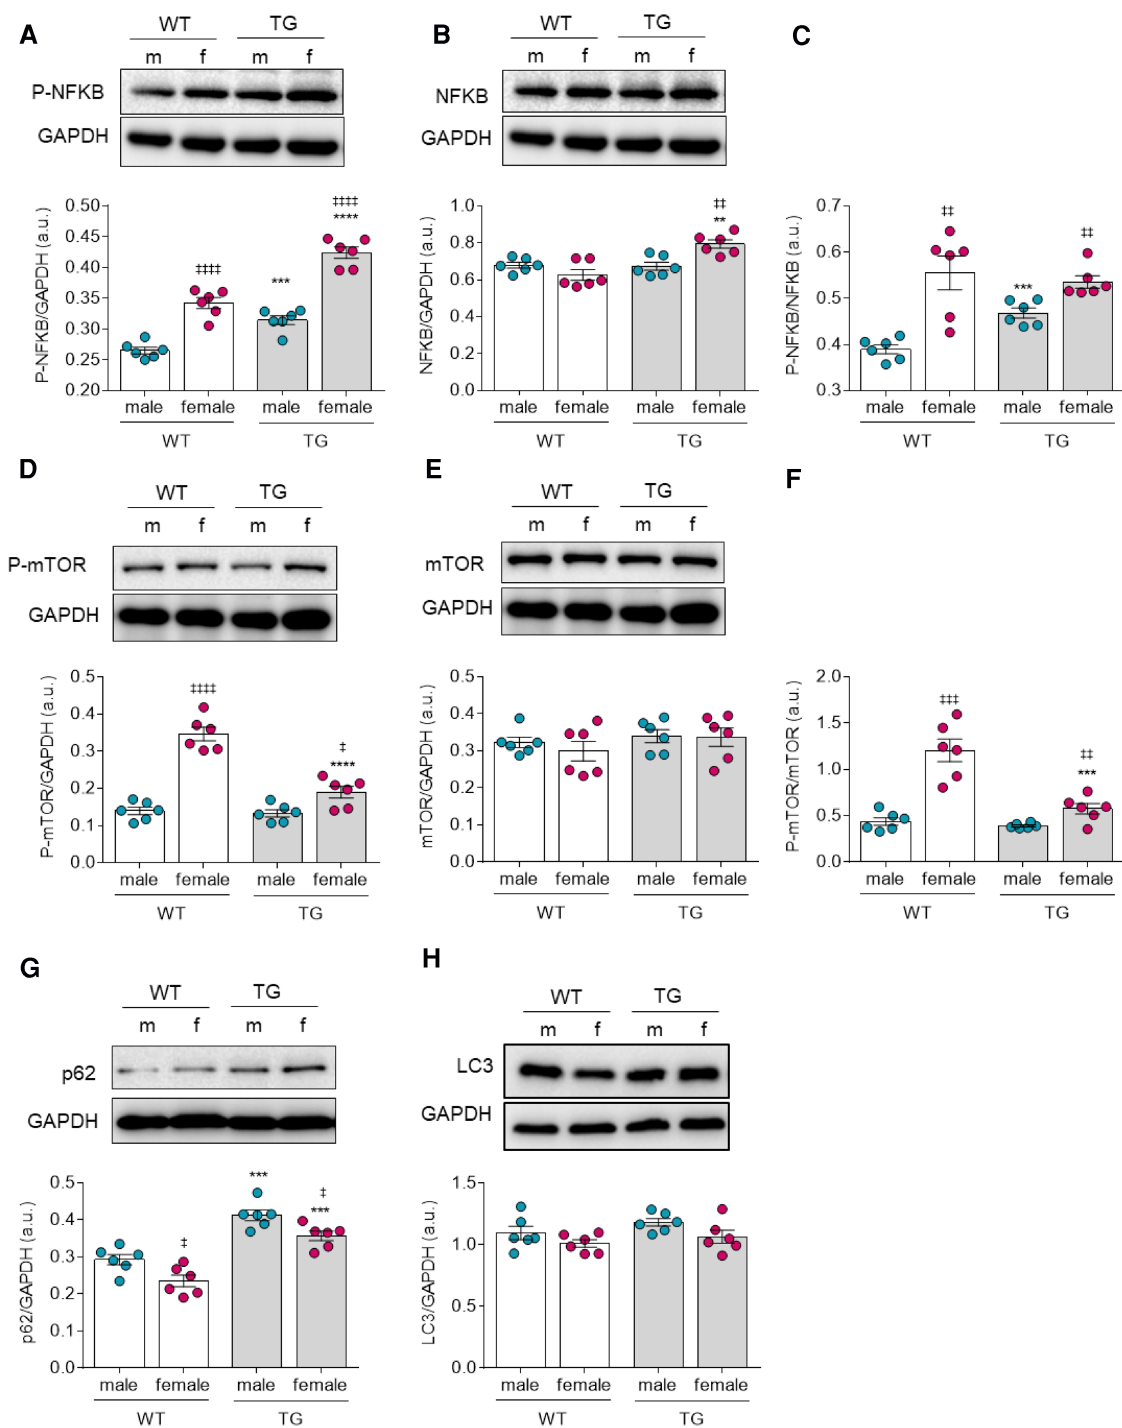 A
WT TG
m f m f
P-NFKB
GAPDH
P-NFKB/GAPDH (a.u.)
0.50
0.45
0.40
0.35
0.30
0.25
0.20
‡‡‡‡
***
‡‡‡‡
****
male female male female
WT TG
B
WT TG
m f m f
NFKB
GAPDH
NFKB/GAPDH (a.u.)
1.0
0.8
0.6
0.4
0.2
0.0
‡‡
**
male female male female
WT TG
C
P-NFKB/NFKB (a.u.)
0.7
0.6
0.5
0.4
0.3
‡‡
***
‡‡
male female male female
WT TG
D
WT TG
m f m f
P-mTOR
GAPDH
P-mTOR/GAPDH (a.u.)
0.5
0.4
0.3
0.2
0.1
0.0
‡‡‡‡
‡
****
male female male female
WT TG
E
WT TG
m f m f
mTOR
GAPDH
mTOR/GAPDH (a.u.)
0.5
0.4
0.3
0.2
0.1
0.0
male female male female
WT TG
F
P-mTOR/mTOR (a.u.)
2.0
1.5
1.0
0.5
0.0
‡‡‡
‡‡
***
male female male female
WT TG
G
WT TG
m f m f
p62
GAPDH
p62/GAPDH (a.u.)
0.5
0.4
0.3
0.2
0.1
0.0
‡
***
‡
***
male female male female
WT TG
H
WT TG
m f m f
LC3
GAPDH
LC3/GAPDH (a.u.)
1.5
1.0
0.5
0.0
male female male female
WT TG